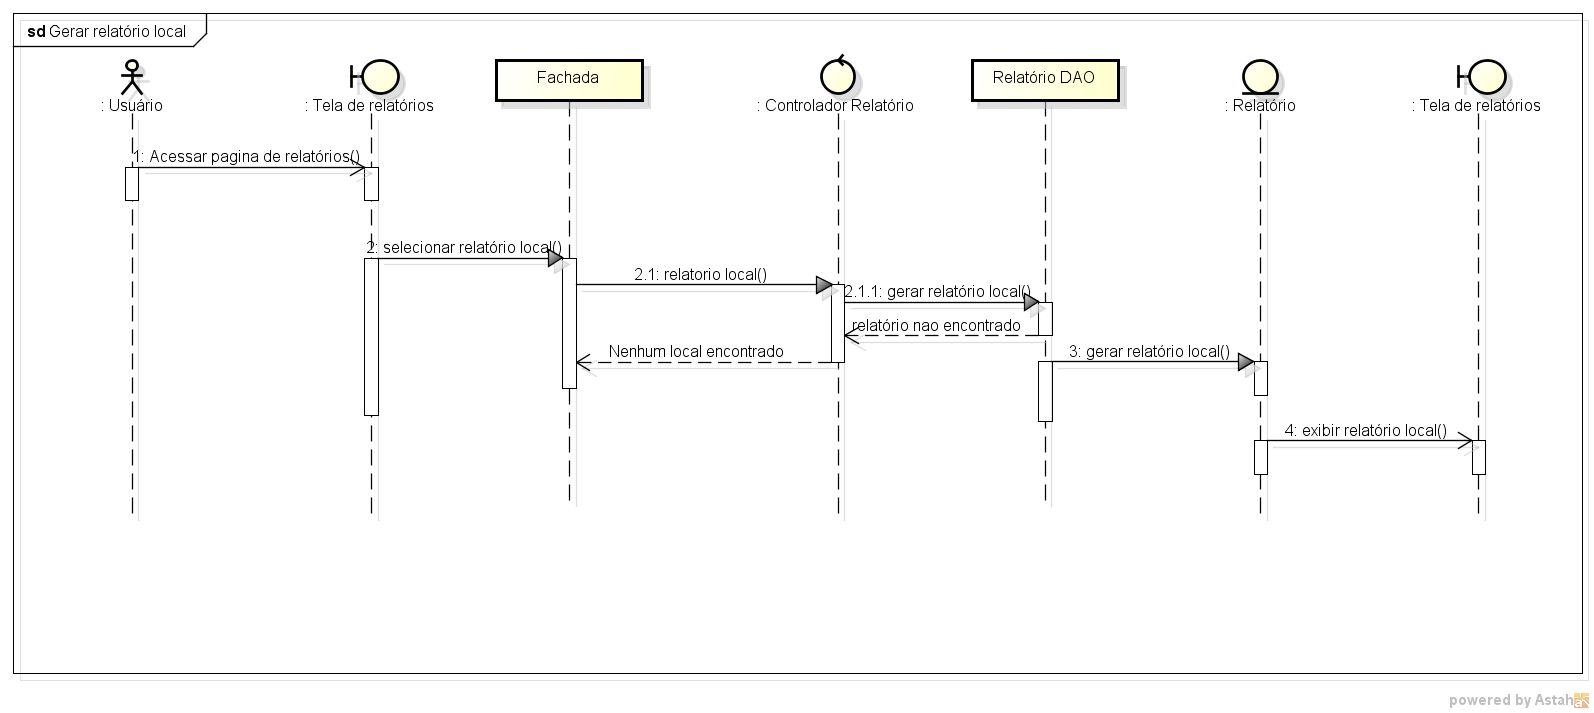 sd Gerar relatório local
: Usuário
: Tela de relatórios
Fachada
: Controlador Relatório
Relatório DAO
: Relatório
: Tela de relatórios
1: Acessar pagina de relatórios()
2: selecionar relatório local()
2.1: relatorio local()
2.1.1: gerar relatório local()
relatório nao encontrado
Nenhum local encontrado
3: gerar relatório local()
4: exibir relatório local()
powered by Astah